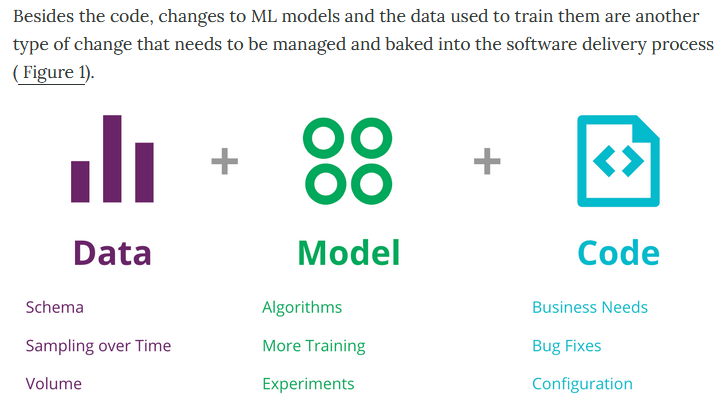 Besides the code, changes to ML models and the data used to train them are another
type of change that needs to be managed and baked into the software delivery process
( Figure 1).
Data
Model
Code
Schema
Algorithms
Business Needs
Sampling over Time
More Training
Bug Fixes
Volume
Experiments
Configuration